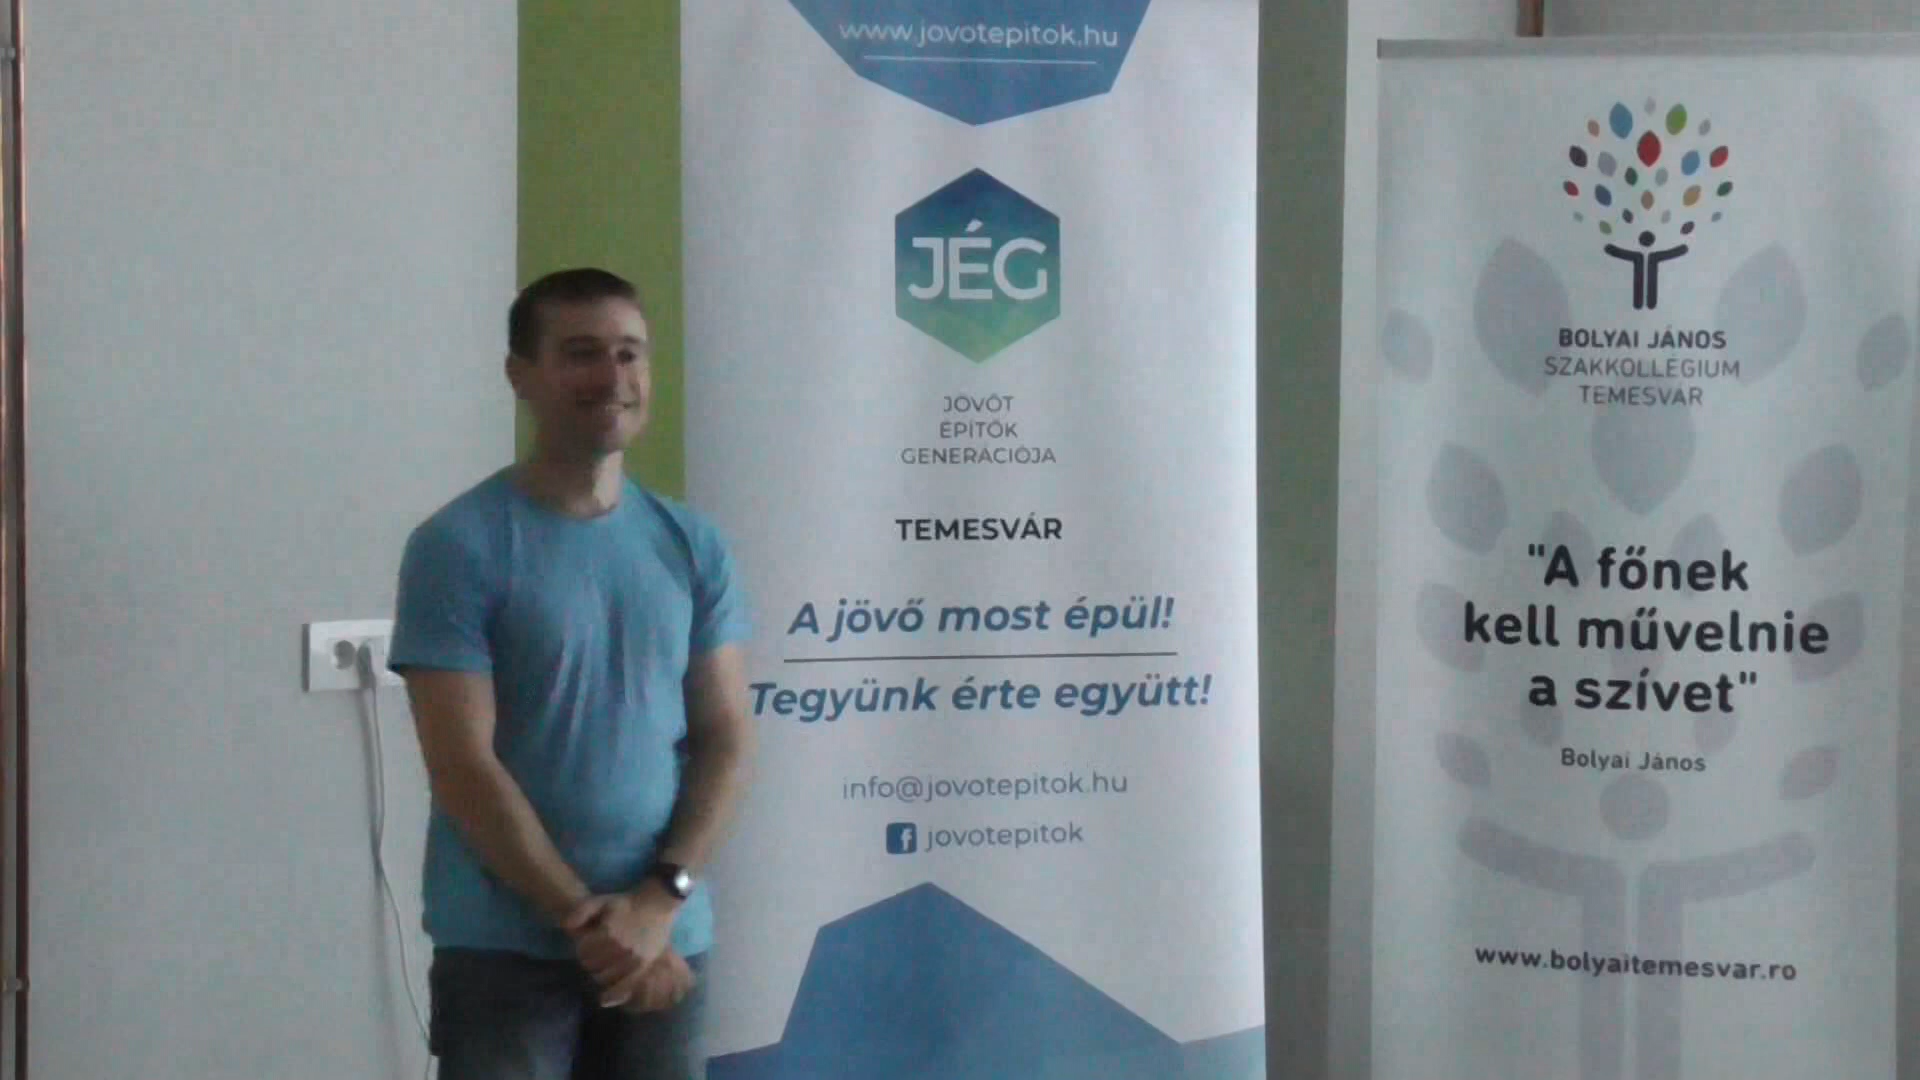 www.jovotepitok.hu
JÉG
JÖVŐT
ÉPÍTŐK
GENERÁCIÓJA
TEMESVÁR
A jövő most épül!
Tegyünk érte együtt!
info@jovotepitok.hu
f jovotepitok
BOLYAI JÁNOS
SZAKKOLLÉGIUM
TEMESVÁR
"A főnek
kell művelnie
a szívet"
Bolyai János
www.bolyaitemesvar.ro